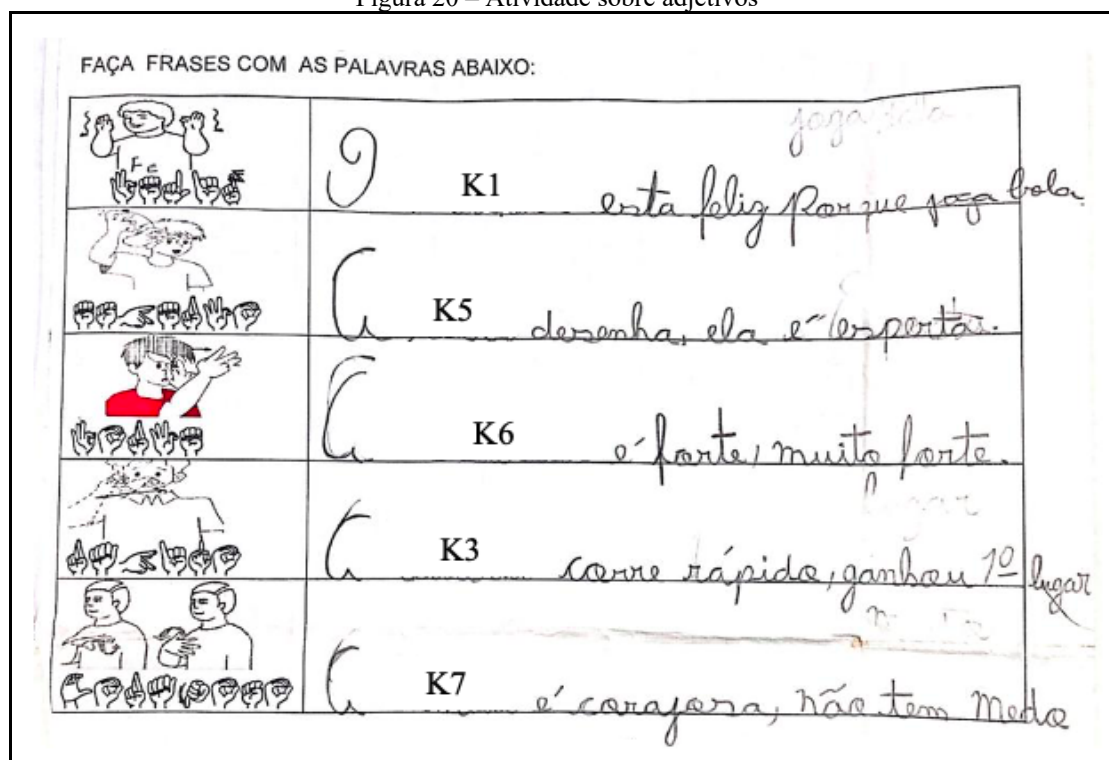 Figura 20 – Atividade sobre adjetivos
FAÇA FRASES COM AS PALAVRAS ABAIXO:
joga bola
Fe
O K1 esta feliz porque joga bola
A K5 desenha, ela é esperta.
A K6 é forte, muito forte.
lugar
A K3 corre rápido, ganhou 1º lugar
A K7 é corajosa, não tem medo